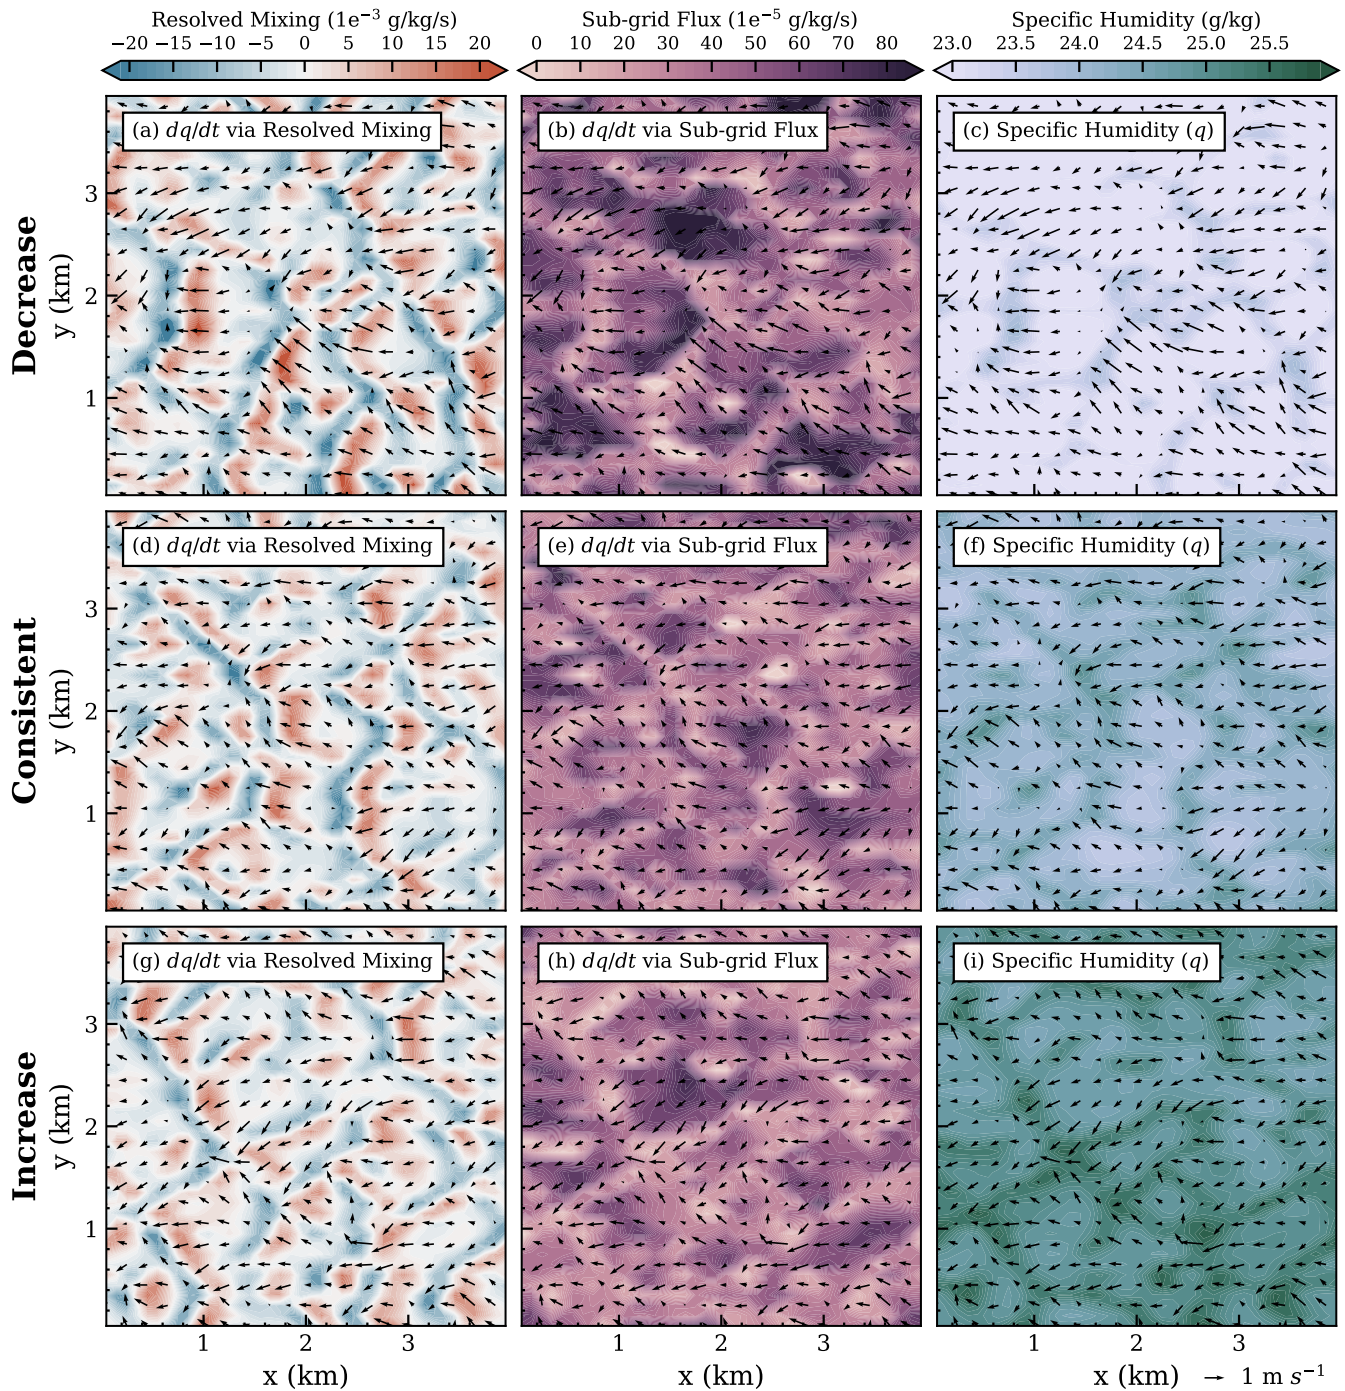 Resolved Mixing (1e−3 g/kg/s)
−20 −15 −10 −5 0 5 10 15 20
Sub-grid Flux (1e−5 g/kg/s)
0 10 20 30 40 50 60 70 80
Specific Humidity (g/kg)
23.0 23.5 24.0 24.5 25.0 25.5
Decrease
y (km)
3
2
1
(a) dq/dt via Resolved Mixing
(b) dq/dt via Sub-grid Flux
(c) Specific Humidity (q)
Consistent
y (km)
3
2
1
(d) dq/dt via Resolved Mixing
(e) dq/dt via Sub-grid Flux
(f) Specific Humidity (q)
Increase
y (km)
3
2
1
(g) dq/dt via Resolved Mixing
(h) dq/dt via Sub-grid Flux
(i) Specific Humidity (q)
1 2 3
x (km)
1 2 3
x (km)
1 2 3
x (km)
→ 1 m s−1